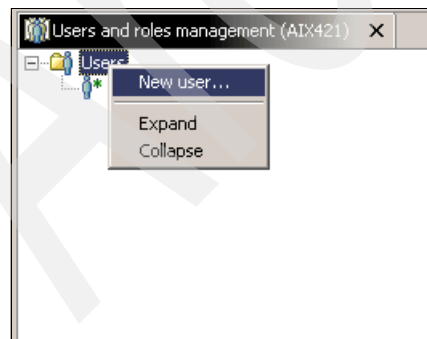 Users and roles management (AIX421)
Users
*
New user...
Expand
Collapse